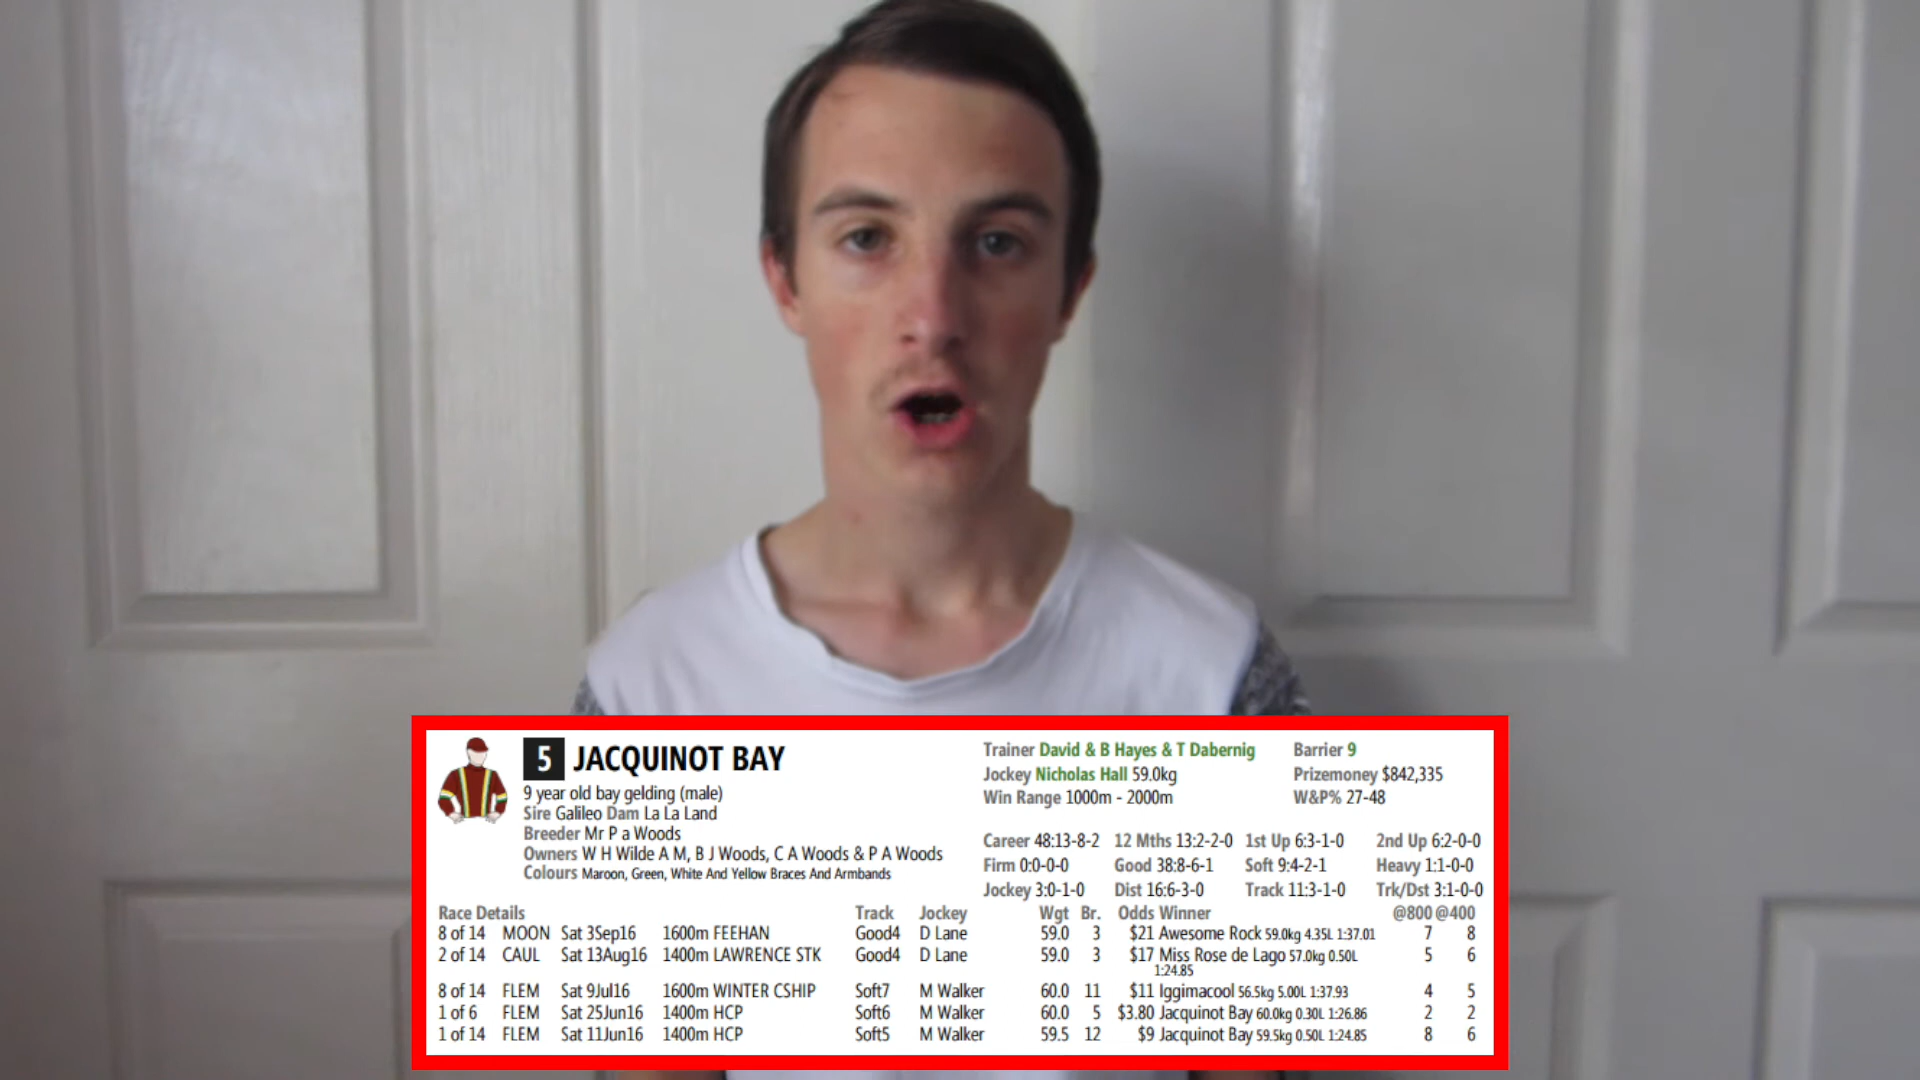 5 JACQUINOT BAY
9 year old bay gelding (male)
Sire Galileo Dam La La Land
Breeder Mr P a Woods
Owners W H Wilde A M, B J Woods, C A Woods & P A Woods
Colours Maroon, Green, White And Yellow Braces And Armbands
Trainer David & B Hayes & T Dabernig Barrier 9
Jockey Nicholas Hall 59.0kg Prizemoney $842,335
Win Range 1000m - 2000m W&P% 27-48
Career 48:13-8-2 12 Mths 13:2-2-0 1st Up 6:3-1-0 2nd Up 6:2-0-0
Firm 0:0-0-0 Good 38:8-6-1 Soft 9:4-2-1 Heavy 1:1-0-0
Jockey 3:0-1-0 Dist 16:6-3-0 Track 11:3-1-0 Trk/Dst 3:1-0-0
Race Details Track Jockey Wgt Br. Odds Winner @800 @400
8 of 14 MOON Sat 3Sep16 1600m FEEHAN Good4 D Lane 59.0 3 $21 Awesome Rock 59.0kg 4.35L 1:37.01 7 8
2 of 14 CAUL Sat 13Aug16 1400m LAWRENCE STK Good4 D Lane 59.0 3 $17 Miss Rose de Lago 57.0kg 0.50L 5 6
1:24.85
8 of 14 FLEM Sat 9Jul16 1600m WINTER CSHIP Soft7 M Walker 60.0 11 $11 Iggimacool 56.5kg 5.00L 1:37.93 4 5
1 of 6 FLEM Sat 25Jun16 1400m HCP Soft6 M Walker 60.0 5 $3.80 Jacquinot Bay 60.0kg 0.30L 1:26.86 2 2
1 of 14 FLEM Sat 11Jun16 1400m HCP Soft5 M Walker 59.5 12 $9 Jacquinot Bay 59.5kg 0.50L 1:24.85 8 6